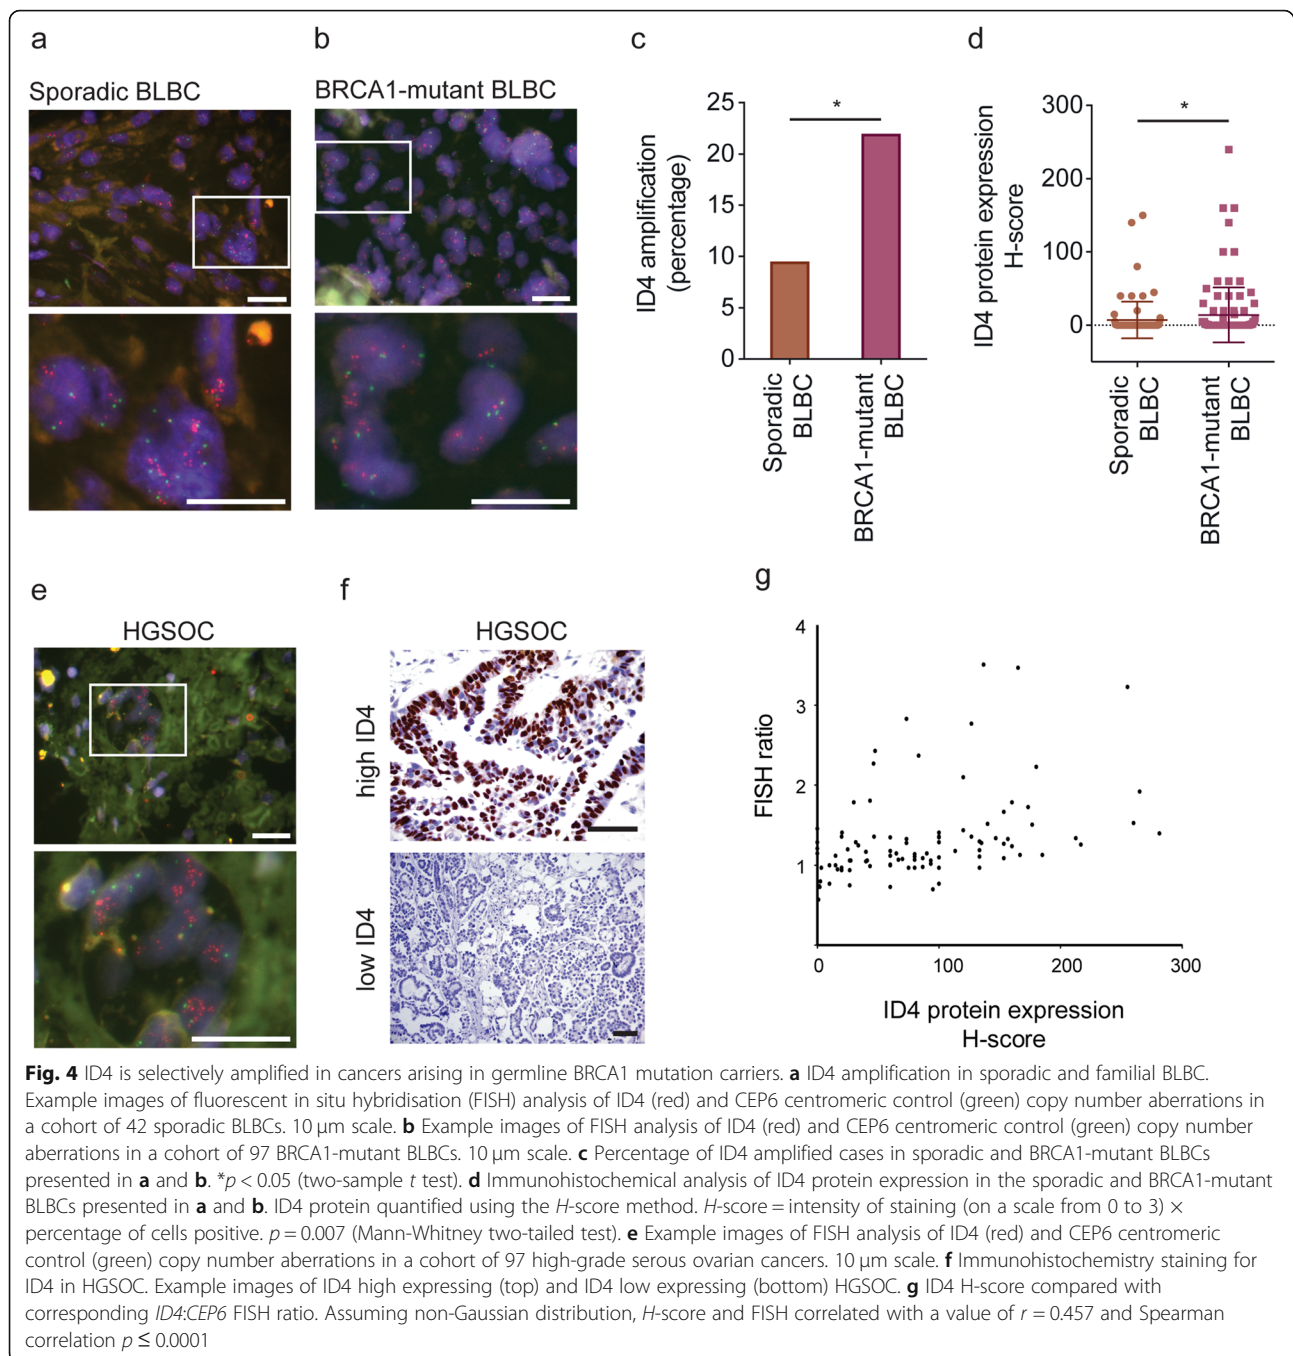 a
b
c
d
Sporadic BLBC
BRCA1-mutant BLBC
ID4 amplification
(percentage)
25
20
15
10
5
0
*
Sporadic
BLBC
BRCA1-mutant
BLBC
ID4 protein expression
H-score
300
200
100
0
*
Sporadic
BLBC
BRCA1-mutant
BLBC
e
f
g
HGSOC
HGSOC
high ID4
low ID4
FISH ratio
4
3
2
1
0
100
200
300
ID4 protein expression
H-score
Fig. 4 ID4 is selectively amplified in cancers arising in germline BRCA1 mutation carriers. a ID4 amplification in sporadic and familial BLBC.
Example images of fluorescent in situ hybridisation (FISH) analysis of ID4 (red) and CEP6 centromeric control (green) copy number aberrations in
a cohort of 42 sporadic BLBCs. 10 μm scale. b Example images of FISH analysis of ID4 (red) and CEP6 centromeric control (green) copy number
aberrations in a cohort of 97 BRCA1-mutant BLBCs. 10 μm scale. c Percentage of ID4 amplified cases in sporadic and BRCA1-mutant BLBCs
presented in a and b. *p < 0.05 (two-sample t test). d Immunohistochemical analysis of ID4 protein expression in the sporadic and BRCA1-mutant
BLBCs presented in a and b. ID4 protein quantified using the H-score method. H-score = intensity of staining (on a scale from 0 to 3) ×
percentage of cells positive. p = 0.007 (Mann-Whitney two-tailed test). e Example images of FISH analysis of ID4 (red) and CEP6 centromeric
control (green) copy number aberrations in a cohort of 97 high-grade serous ovarian cancers. 10 μm scale. f Immunohistochemistry staining for
ID4 in HGSOC. Example images of ID4 high expressing (top) and ID4 low expressing (bottom) HGSOC. g ID4 H-score compared with
corresponding ID4:CEP6 FISH ratio. Assuming non-Gaussian distribution, H-score and FISH correlated with a value of r = 0.457 and Spearman
correlation p ≤ 0.0001